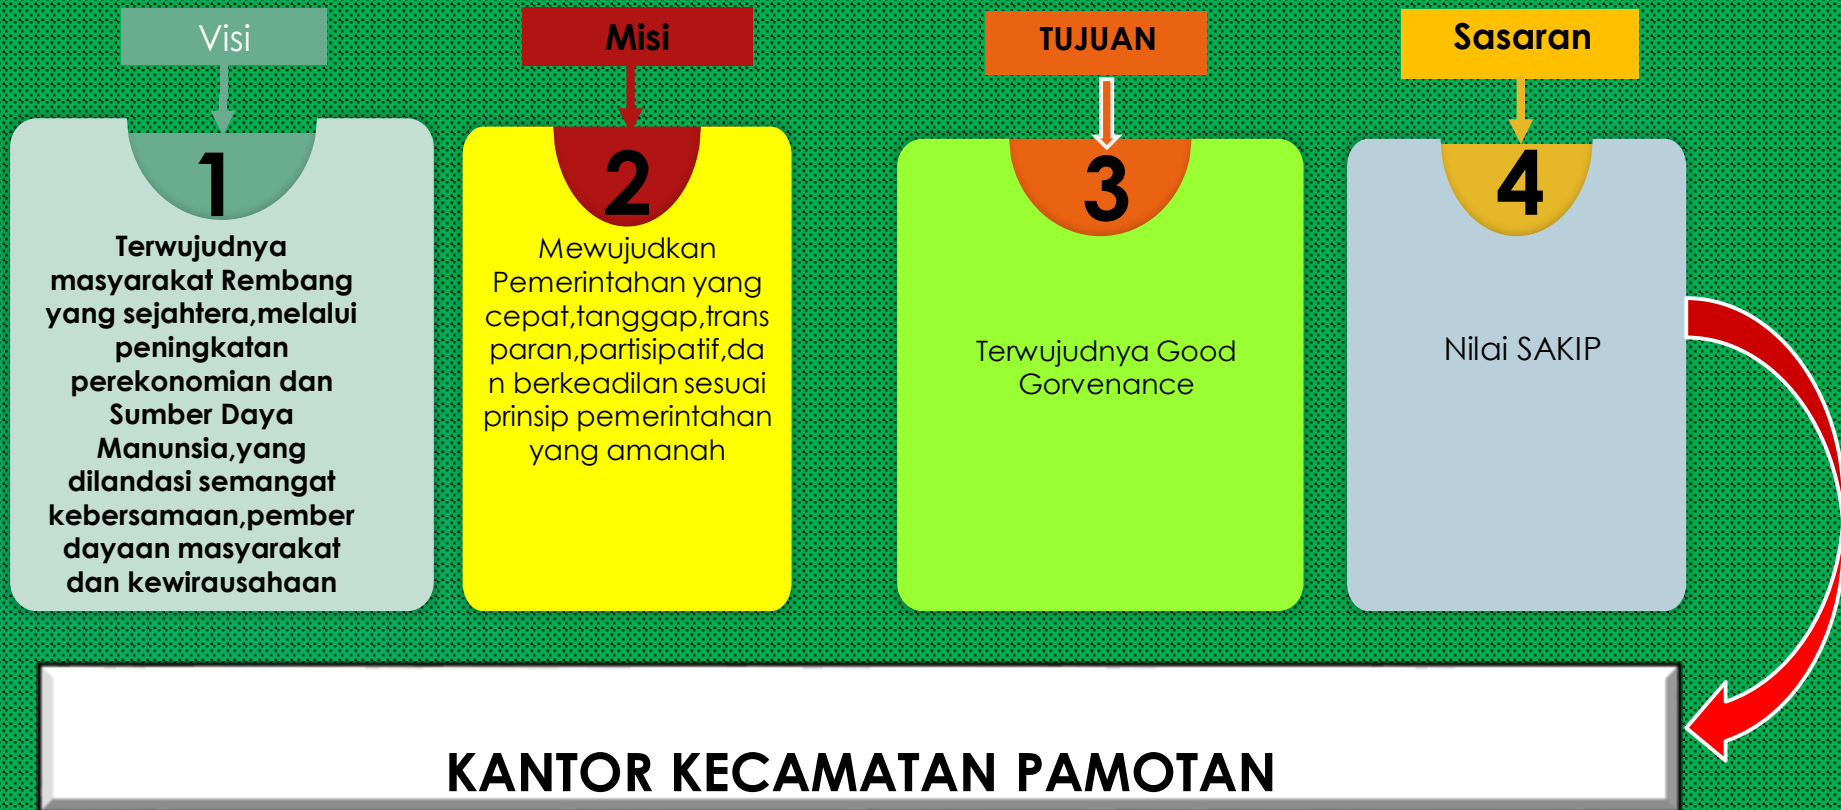 Visi
Misi
TUJUAN
Sasaran
1
Terwujudnya
masyarakat Rembang
yang sejahtera,melalui
peningkatan
perekonomian dan
Sumber Daya
Manunsia,yang
dilandasi semangat
kebersamaan,pember
dayaan masyarakat
dan kewirausahaan
2
Mewujudkan
Pemerintahan yang
cepat,tanggap,trans
paran,partisipatif,da
n berkeadilan sesuai
prinsip pemerintahan
yang amanah
3
Terwujudnya Good
Gorvenance
4
Nilai SAKIP
KANTOR KECAMATAN PAMOTAN